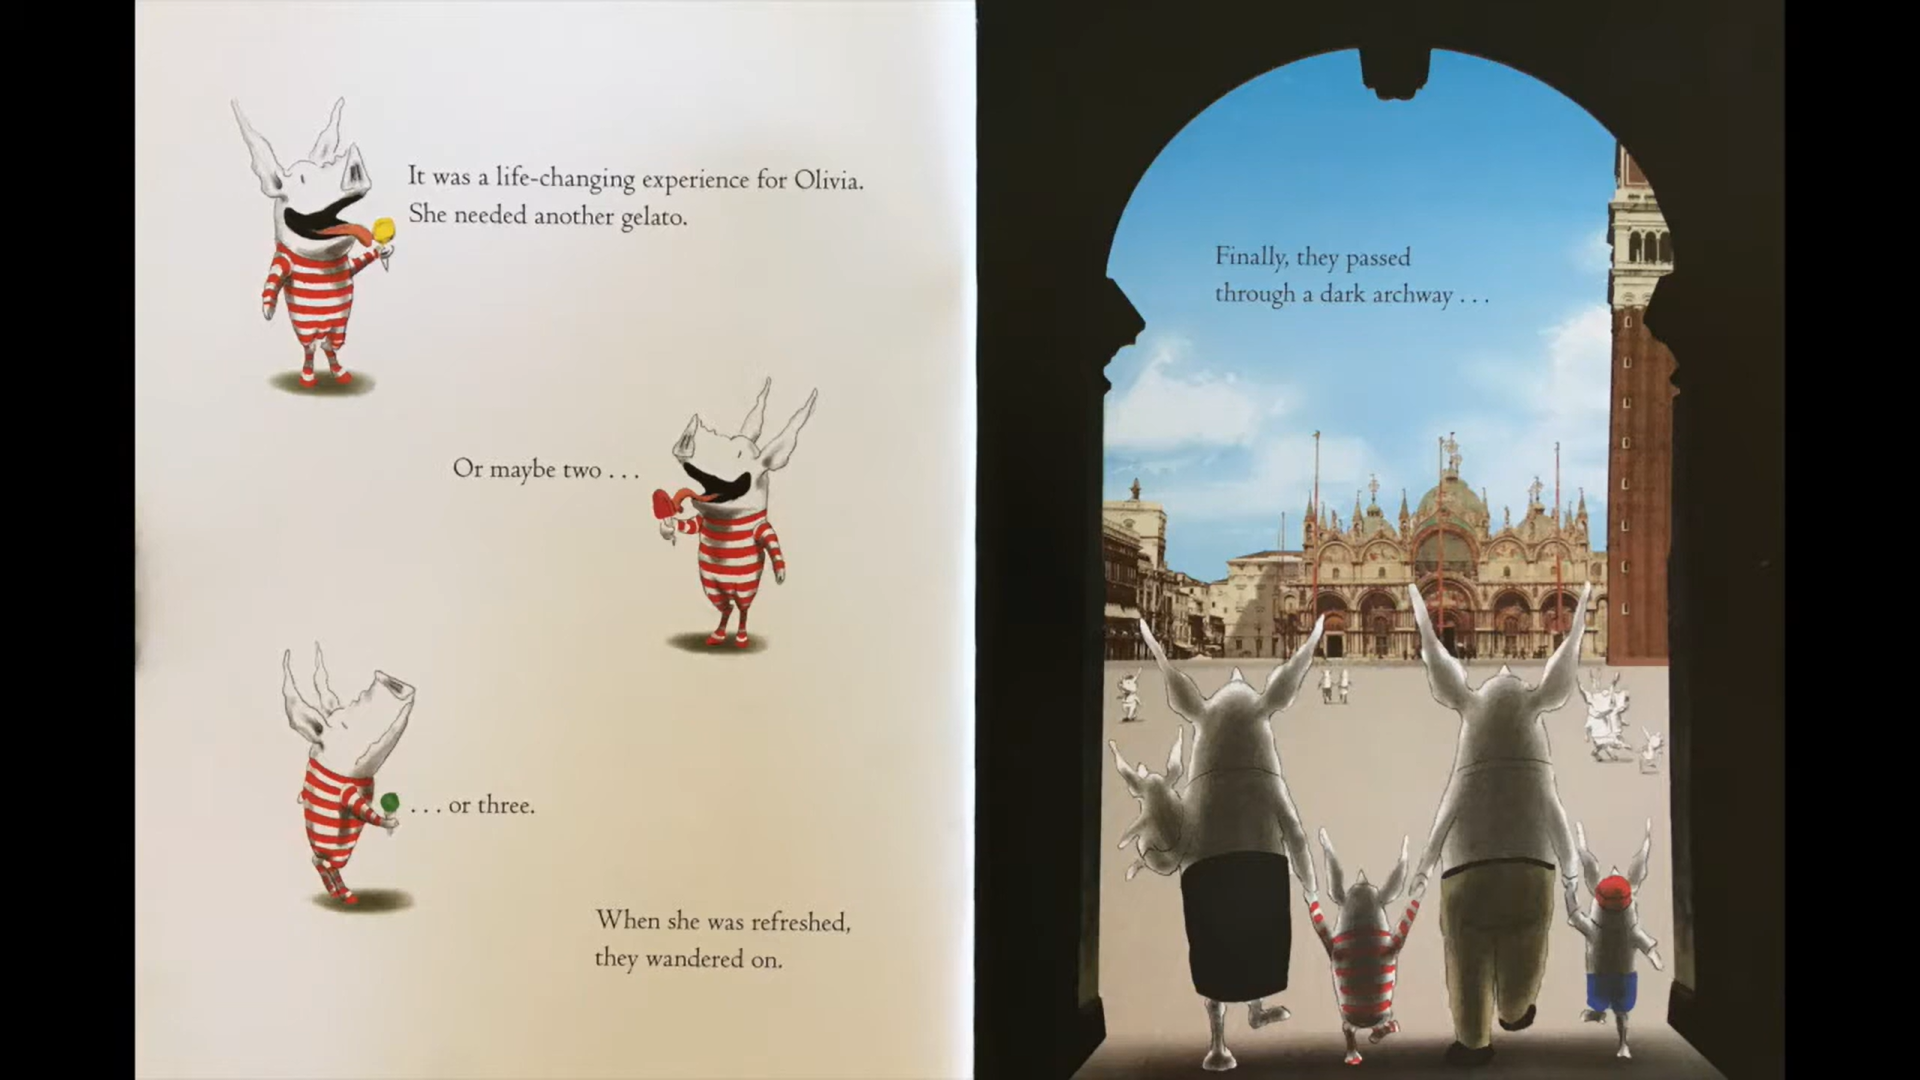 It was a life-changing experience for Olivia.
She needed another gelato.
Or maybe two . . .
. . . or three.
When she was refreshed,
they wandered on.
Finally, they passed
through a dark archway . . .